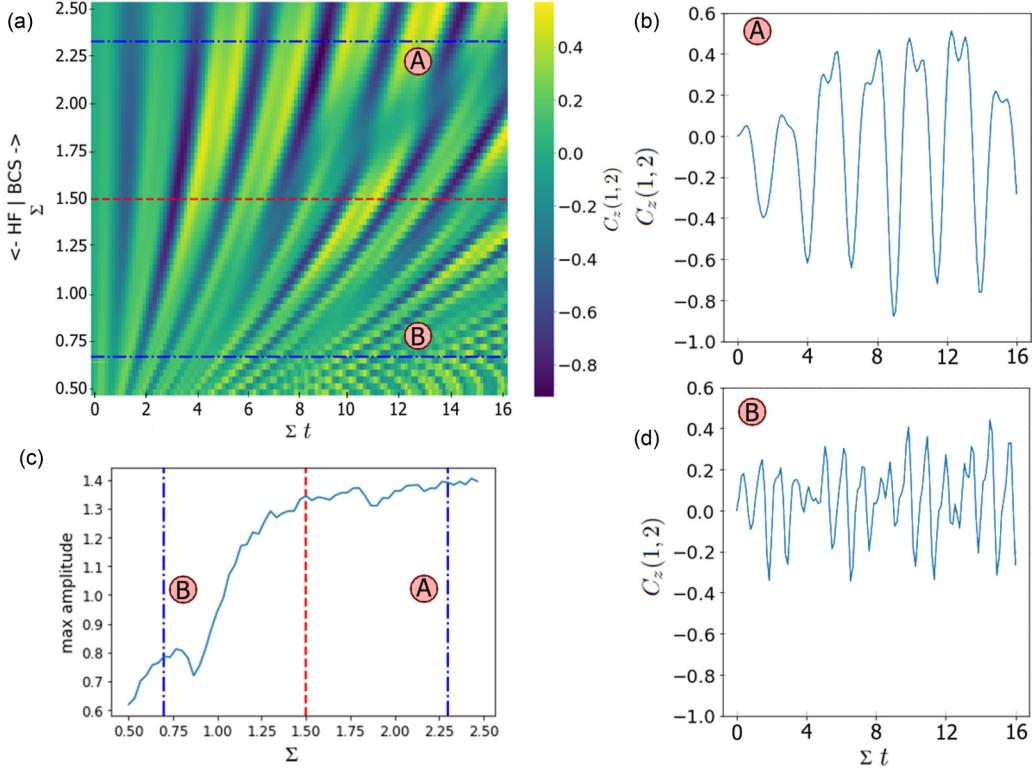 (a)
2.50
2.25
2.00
1.75
1.50
1.25
1.00
0.75
0.50
<- HF | BCS ->
Σ
A
B
0 2 4 6 8 10 12 14 16
Σ t
0.4
0.2
0.0
−0.2
−0.4
−0.6
−0.8
C_z(1,2)
(b)
A
0.6
0.4
0.2
0.0
−0.2
−0.4
−0.6
−0.8
−1.0
C_z(1,2)
0 4 8 12 16
(c)
1.4
1.3
1.2
1.1
1.0
0.9
0.8
0.7
0.6
max amplitude
B
A
0.50 0.75 1.00 1.25 1.50 1.75 2.00 2.25 2.50
Σ
(d)
B
0.6
0.4
0.2
0.0
−0.2
−0.4
−0.6
−0.8
−1.0
C_z(1,2)
0 4 8 12 16
Σ t